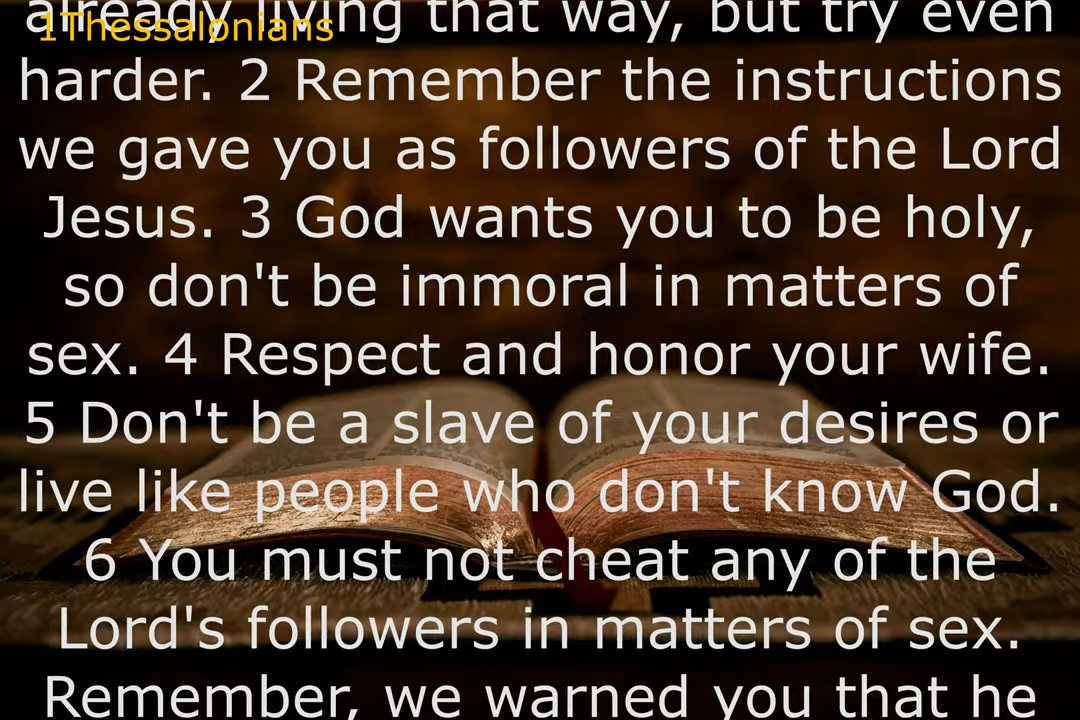 1Thessalonians
already living that way, but try even
harder. 2 Remember the instructions
we gave you as followers of the Lord
Jesus. 3 God wants you to be holy,
so don't be immoral in matters of
sex. 4 Respect and honor your wife.
5 Don't be a slave of your desires or
live like people who don't know God.
6 You must not cheat any of the
Lord's followers in matters of sex.
Remember, we warned you that he